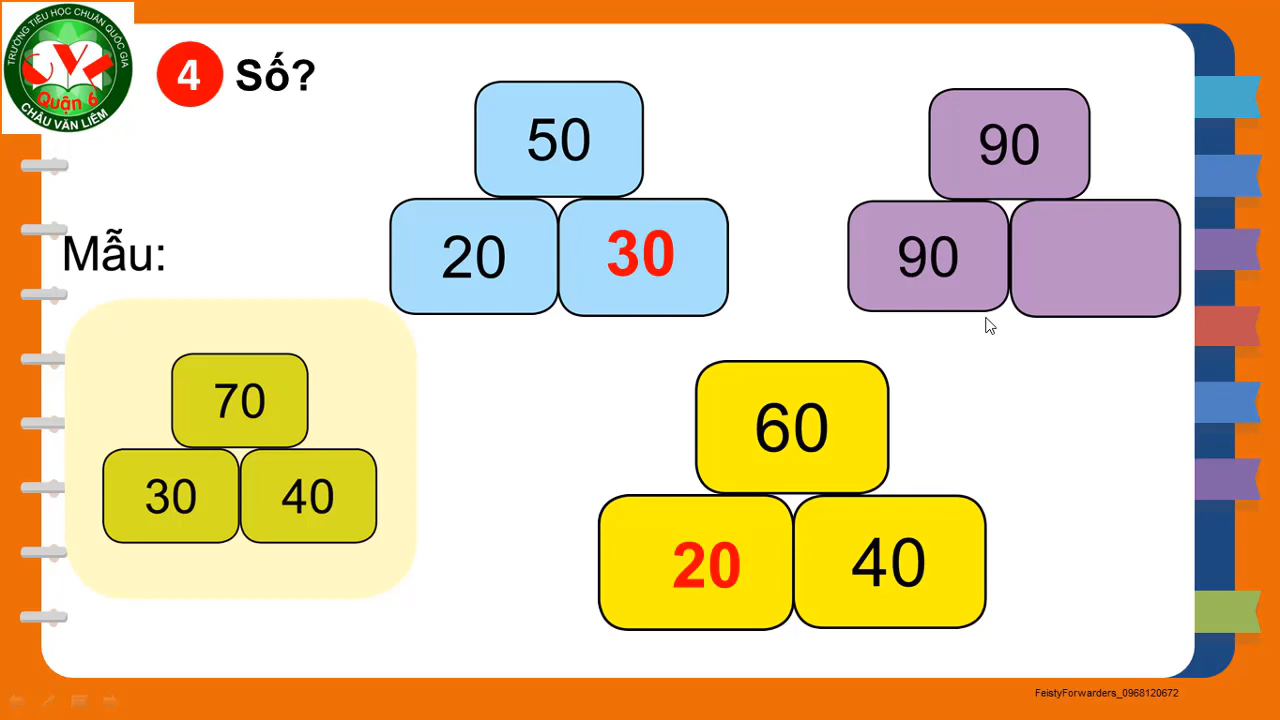 TRƯỜNG TIỂU HỌC CHUẨN QUỐC GIA
Quận 6
CHÂU VĂN LIÊM
4 Số?
50
20 30
90
90
Mẫu:
70
30 40
60
20 40
FeistyForwarders_0968120672